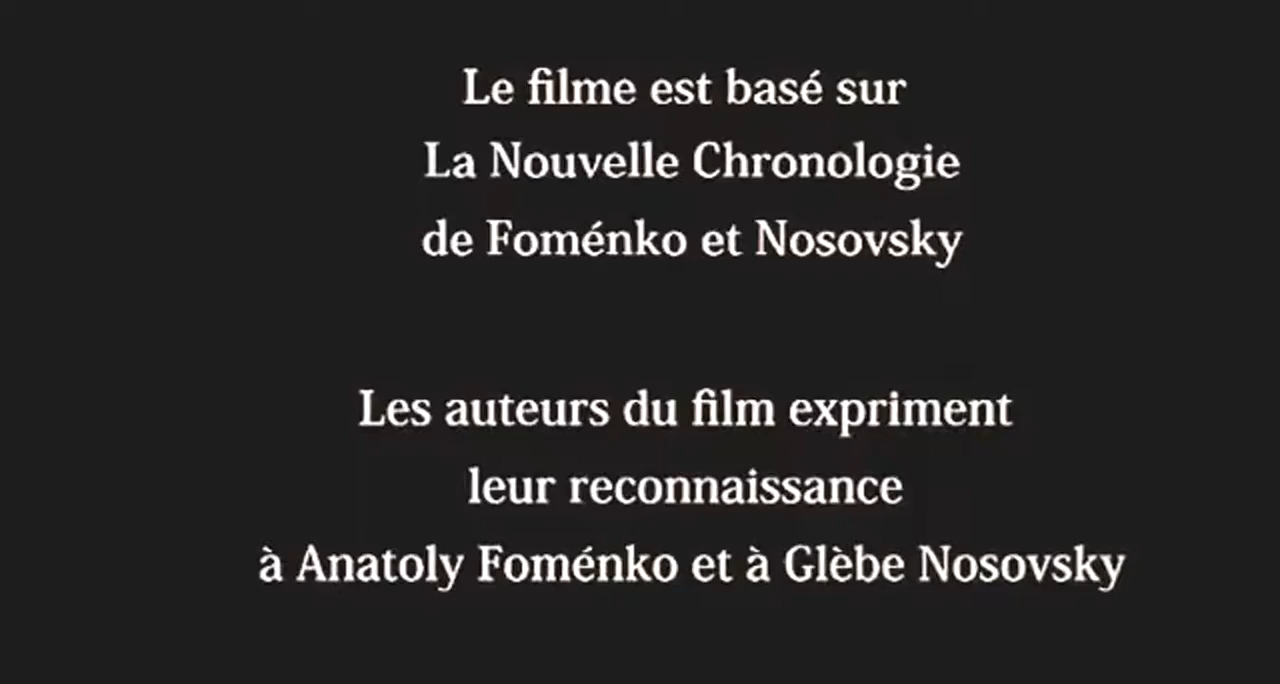 Le filme est basé sur
La Nouvelle Chronologie
de Foménko et Nosovsky
Les auteurs du film expriment
leur reconnaissance
à Anatoly Foménko et à Glèbe Nosovsky